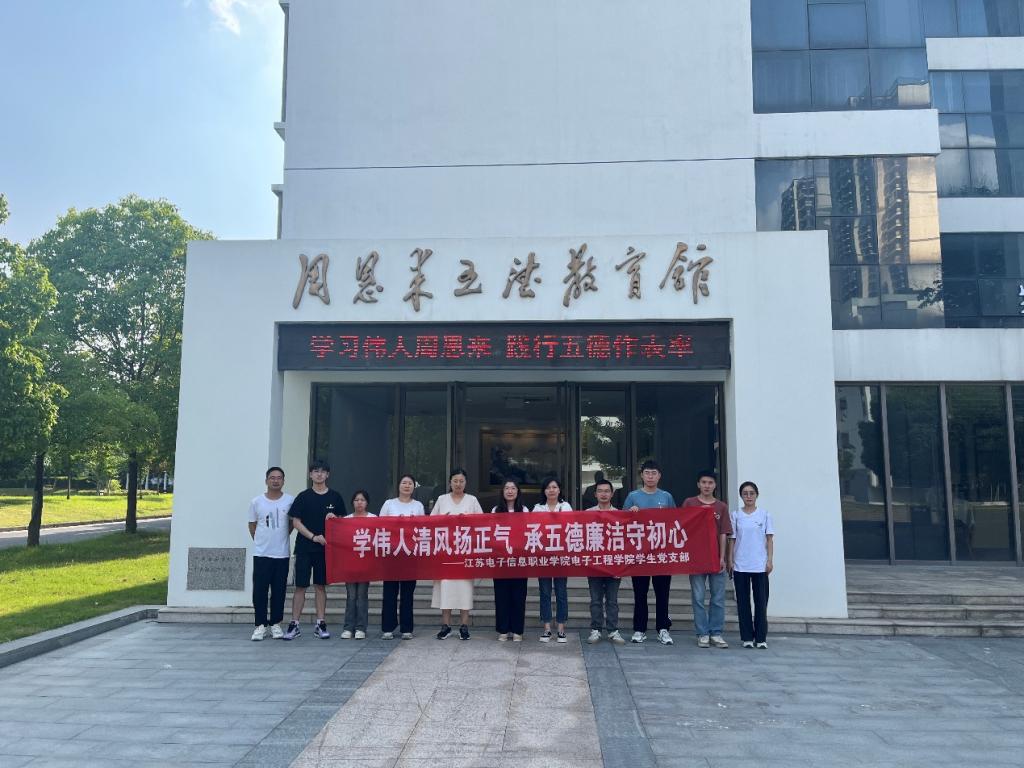 周恩来五德教育馆
学习伟人周恩来 践行五德作表率
学伟人清风扬正气 承五德廉洁守初心
——江苏电子信息职业学院电子工程学院学生党支部